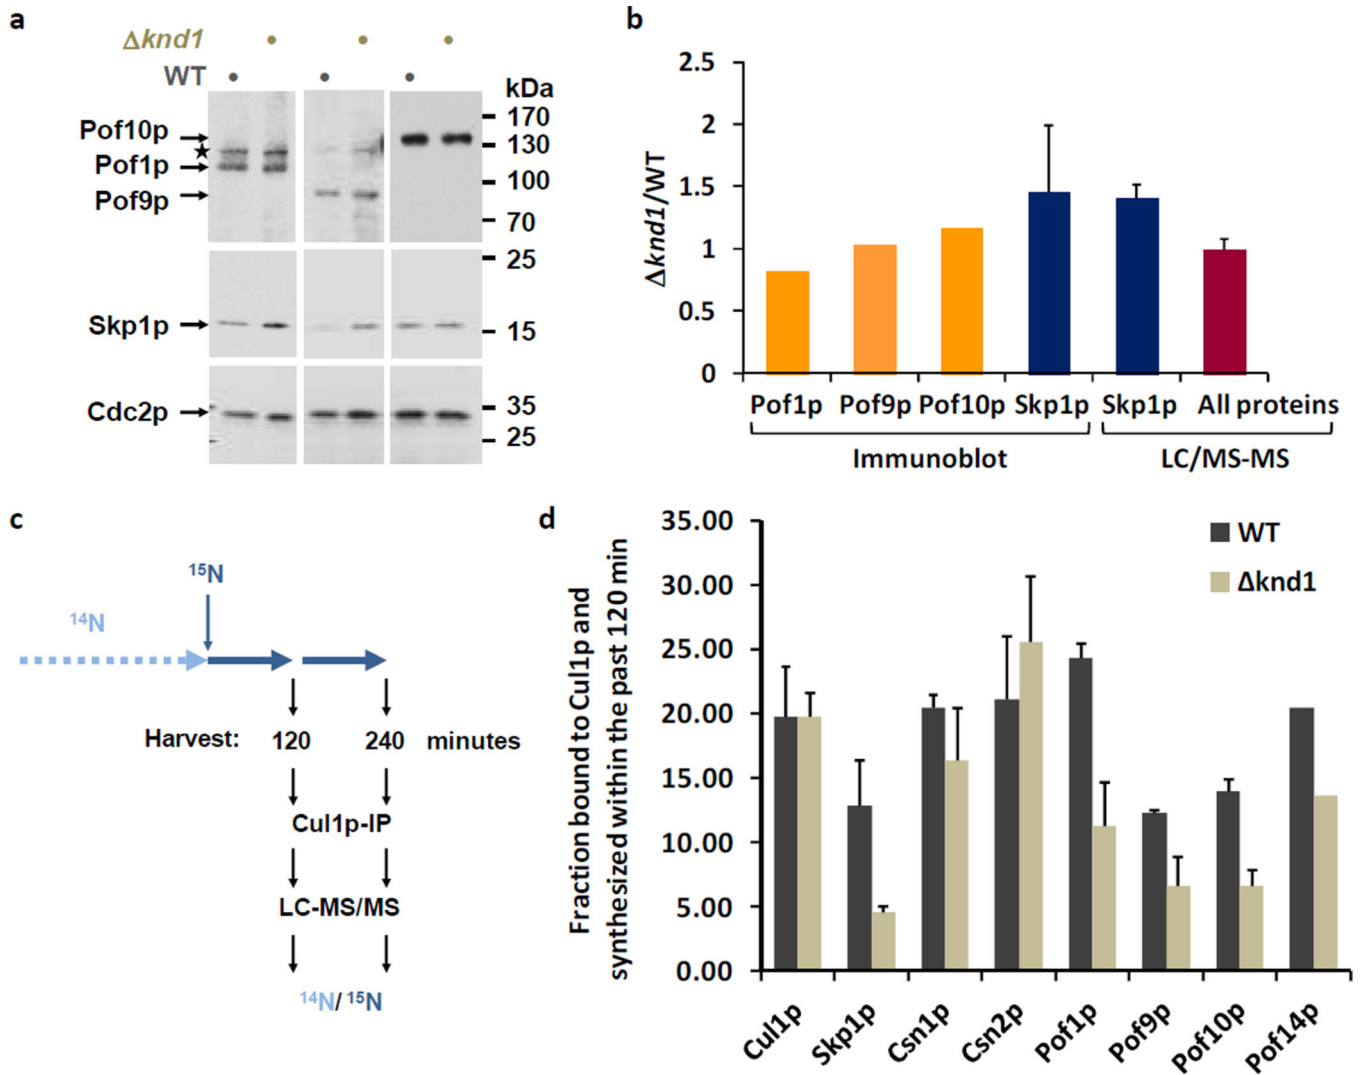 a
Δknd1
WT
kDa
Pof10p
170
130
★
Pof1p
100
Pof9p
70
25
Skp1p
15
Cdc2p
35
25
b
Δknd1/WT
2.5
2
1.5
1
0.5
0
Pof1p Pof9p Pof10p Skp1p Skp1p All proteins
Immunoblot LC/MS-MS
c
15N
14N
Harvest: 120 240 minutes
Cul1p-IP
LC-MS/MS
14N/ 15N
d
Fraction bound to Cul1p and
synthesized within the past 120 min
35.00
30.00
25.00
20.00
15.00
10.00
5.00
0.00
WT
Δknd1
Cul1p
Skp1p
Csn1p
Csn2p
Pof1p
Pof9p
Pof10p
Pof14p